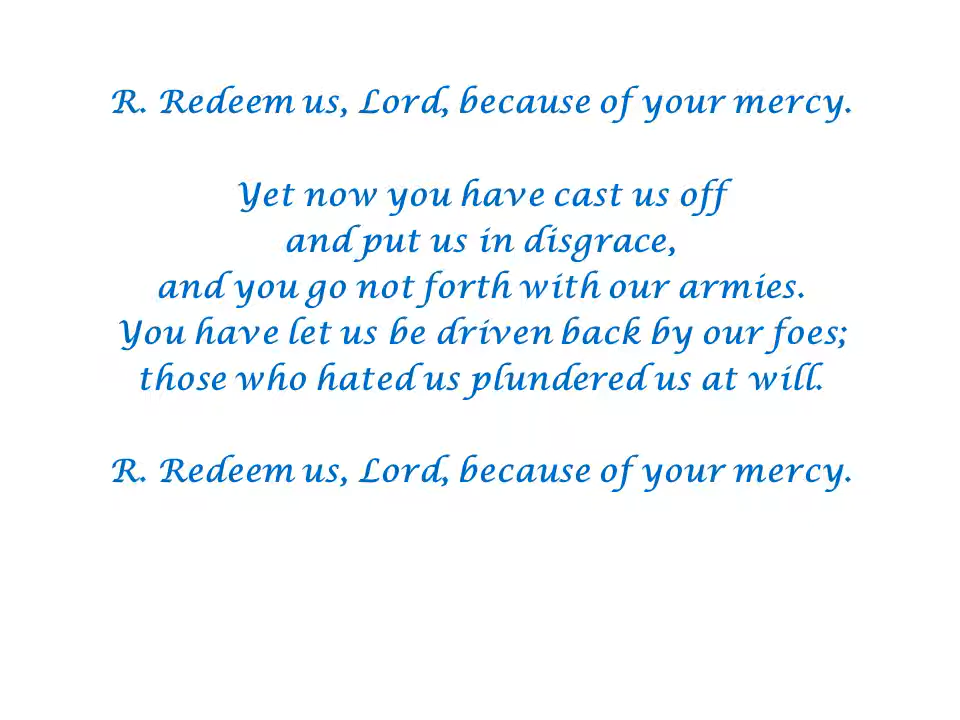 R. Redeem us, Lord, because of your mercy.
Yet now you have cast us off
and put us in disgrace,
and you go not forth with our armies.
You have let us be driven back by our foes;
those who hated us plundered us at will.
R. Redeem us, Lord, because of your mercy.